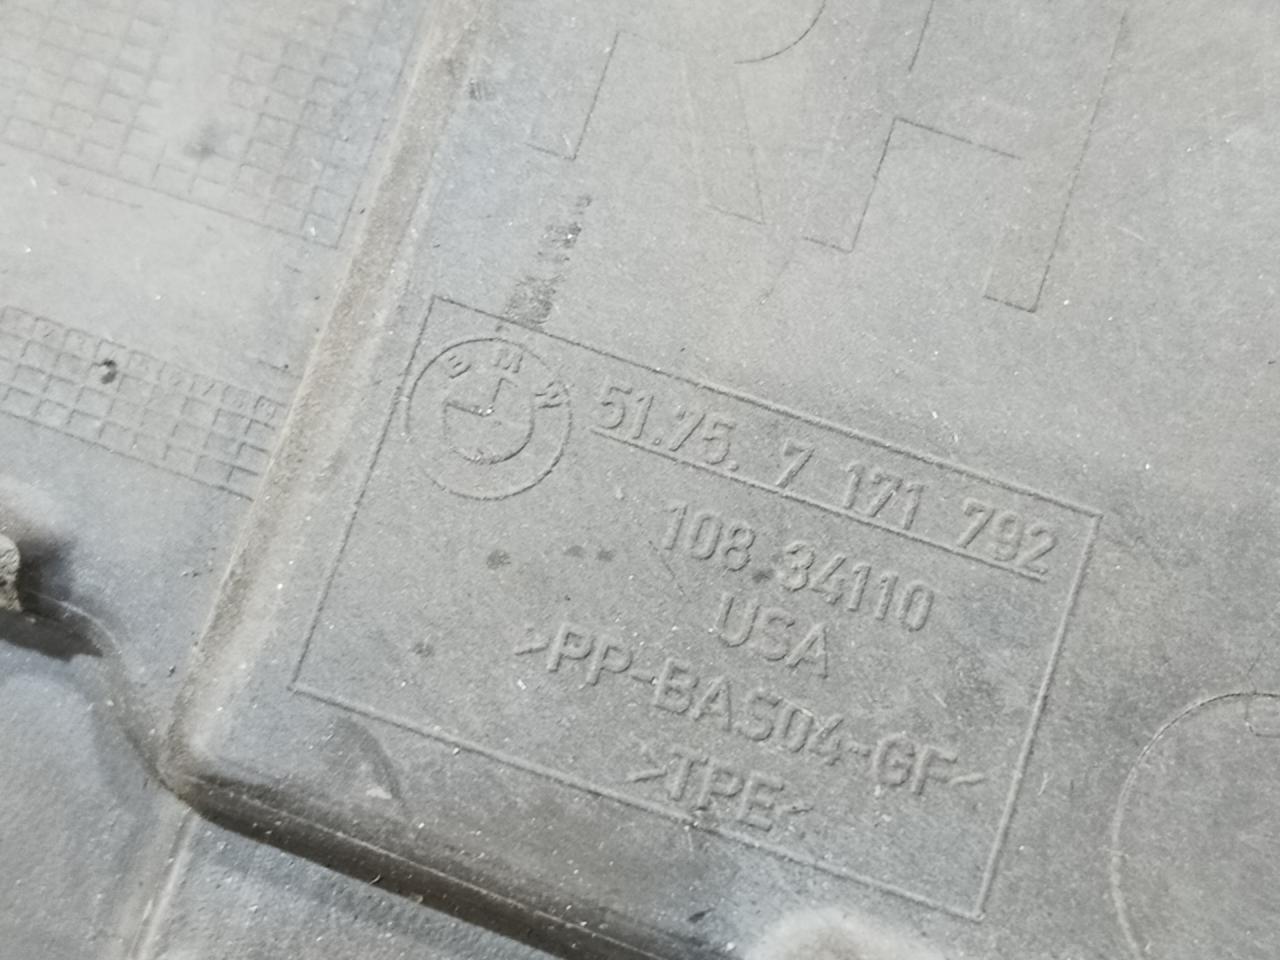 RH
BMW
51.75. 7 171 792
108 34110
USA
>PP-BAS04-GF<
>TPE<